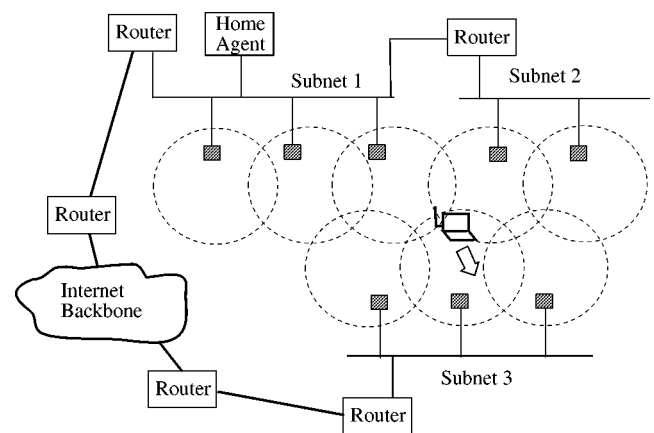 Router
Home
Agent
Router
Subnet 1
Subnet 2
Router
Internet
Backbone
Router
Router
Subnet 3